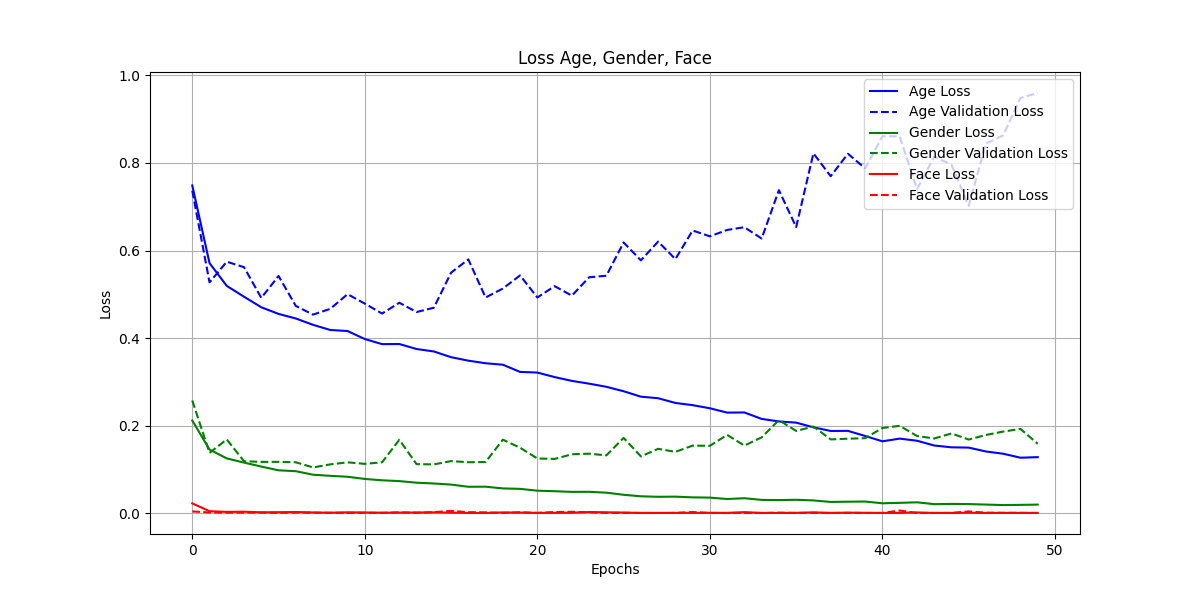 Loss Age, Gender, Face
1.0
0.8
0.6
0.4
0.2
0.0
Loss
Age Loss
Age Validation Loss
Gender Loss
Gender Validation Loss
Face Loss
Face Validation Loss
0
10
20
30
40
50
Epochs